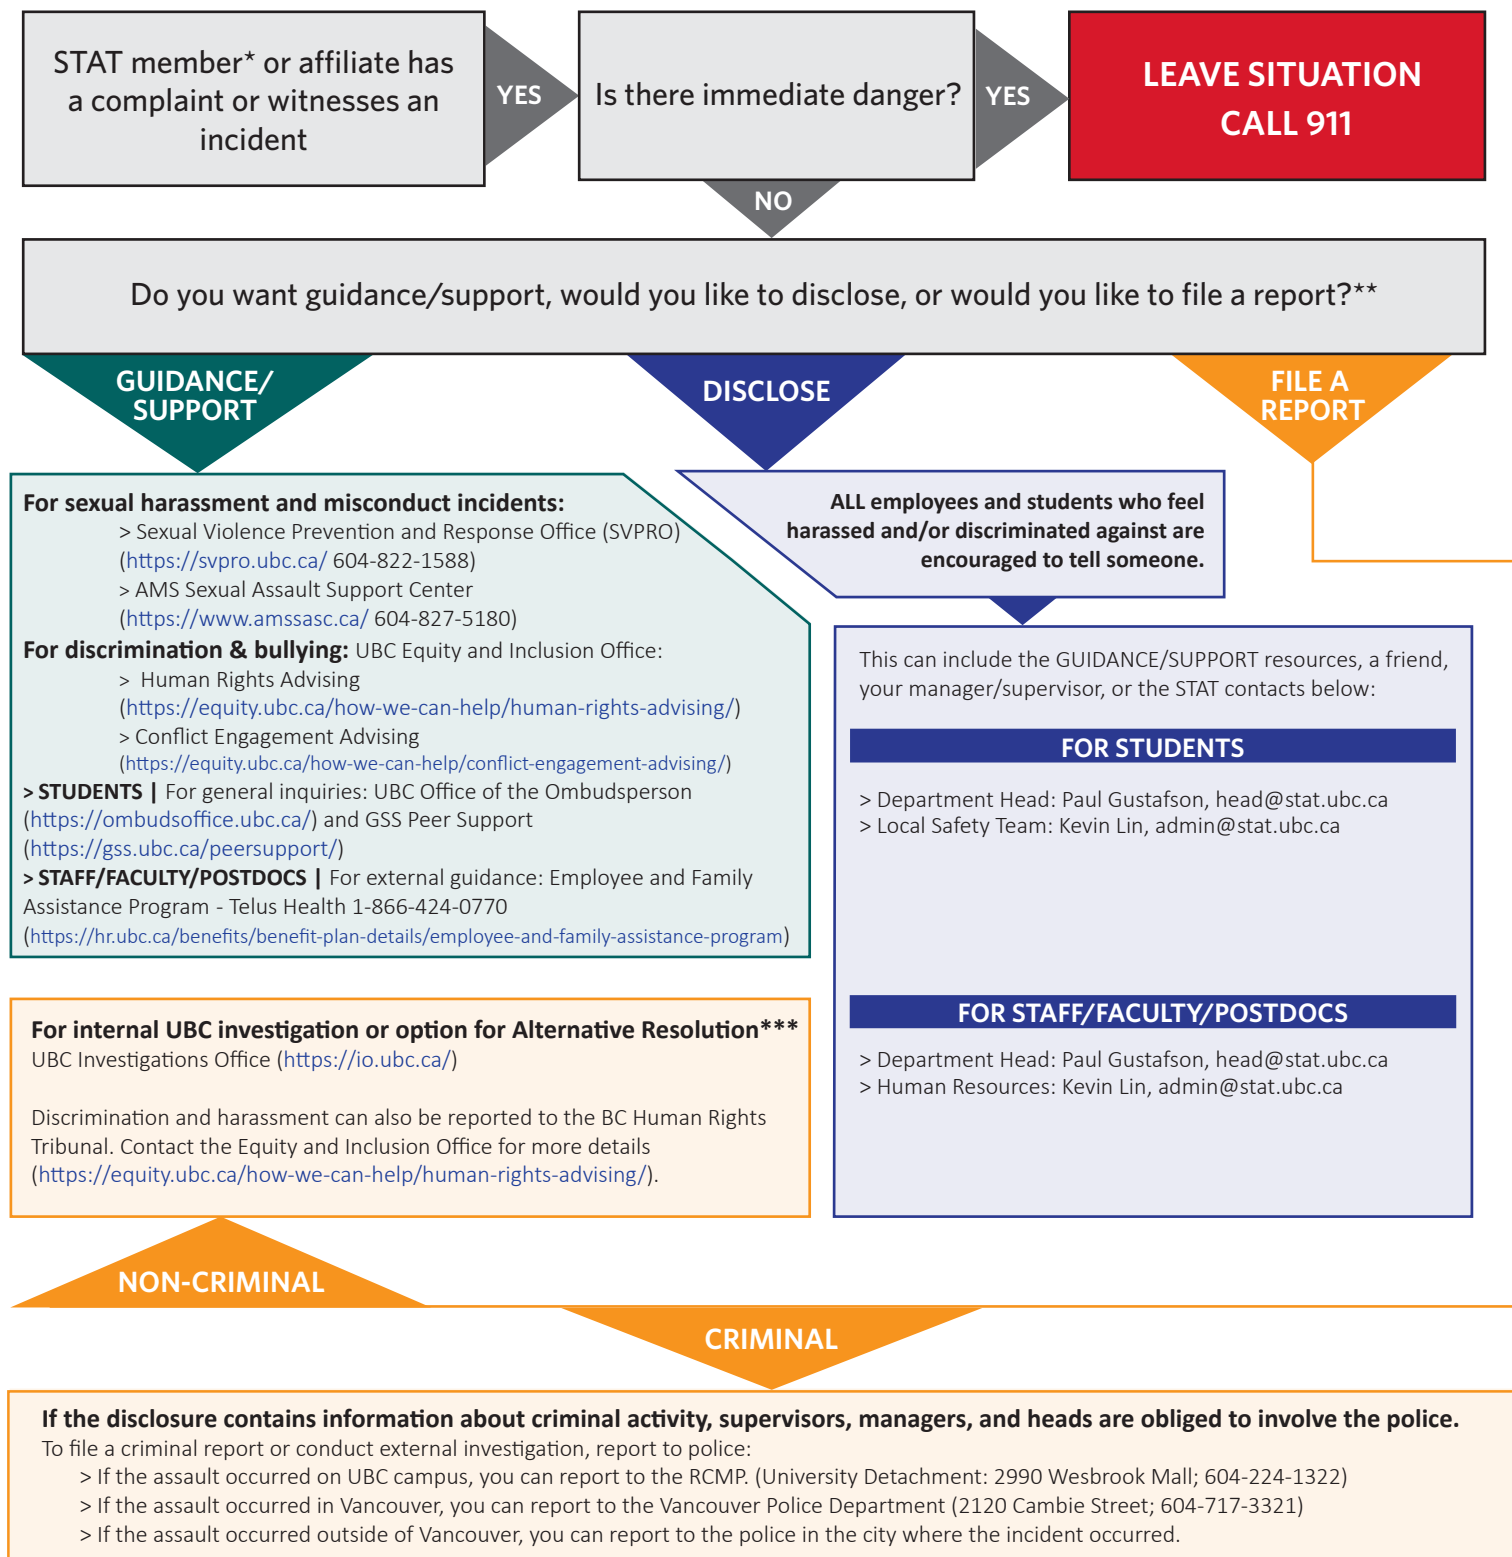 STAT member* or affiliate has
a complaint or witnesses an
incident
YES
Is there immediate danger?
YES
LEAVE SITUATION
CALL 911
NO
Do you want guidance/support, would you like to disclose, or would you like to file a report?**
GUIDANCE/
SUPPORT
DISCLOSE
FILE A
REPORT
For sexual harassment and misconduct incidents:
> Sexual Violence Prevention and Response Office (SVPRO)
(https://svpro.ubc.ca/ 604-822-1588)
> AMS Sexual Assault Support Center
(https://www.amssasc.ca/ 604-827-5180)
For discrimination & bullying: UBC Equity and Inclusion Office:
> Human Rights Advising
(https://equity.ubc.ca/how-we-can-help/human-rights-advising/)
> Conflict Engagement Advising
(https://equity.ubc.ca/how-we-can-help/conflict-engagement-advising/)
> STUDENTS | For general inquiries: UBC Office of the Ombudsperson
(https://ombudsoffice.ubc.ca/) and GSS Peer Support
(https://gss.ubc.ca/peersupport/)
> STAFF/FACULTY/POSTDOCS | For external guidance: Employee and Family
Assistance Program - Telus Health 1-866-424-0770
(https://hr.ubc.ca/benefits/benefit-plan-details/employee-and-family-assistance-program)
ALL employees and students who feel
harassed and/or discriminated against are
encouraged to tell someone.
This can include the GUIDANCE/SUPPORT resources, a friend,
your manager/supervisor, or the STAT contacts below:
FOR STUDENTS
> Department Head: Paul Gustafson, head@stat.ubc.ca
> Local Safety Team: Kevin Lin, admin@stat.ubc.ca
FOR STAFF/FACULTY/POSTDOCS
> Department Head: Paul Gustafson, head@stat.ubc.ca
> Human Resources: Kevin Lin, admin@stat.ubc.ca
For internal UBC investigation or option for Alternative Resolution***
UBC Investigations Office (https://io.ubc.ca/)
Discrimination and harassment can also be reported to the BC Human Rights
Tribunal. Contact the Equity and Inclusion Office for more details
(https://equity.ubc.ca/how-we-can-help/human-rights-advising/).
NON-CRIMINAL
CRIMINAL
If the disclosure contains information about criminal activity, supervisors, managers, and heads are obliged to involve the police.
To file a criminal report or conduct external investigation, report to police:
> If the assault occurred on UBC campus, you can report to the RCMP. (University Detachment: 2990 Wesbrook Mall; 604-224-1322)
> If the assault occurred in Vancouver, you can report to the Vancouver Police Department (2120 Cambie Street; 604-717-3321)
> If the assault occurred outside of Vancouver, you can report to the police in the city where the incident occurred.